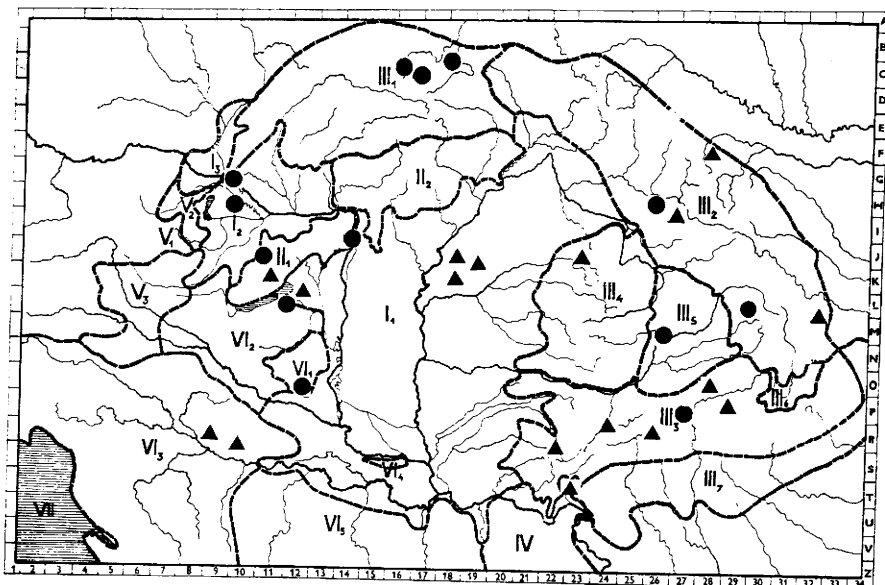 A
B
C
III₁
D
E
F
I₃
G
II₂
V₂
III₂
H
I₂
V₁
I
II₁
J
V₃
K
III₄
L
III₅
I₁
VI₂
M
N
VI₁
O
III₆
III₃
P
R
VI₃
S
VI₄
III₇
T
VII
VI₅
IV
U
V
Z
1 2 3 4 5 6 7 8 9 10 11 12 13 14 15 16 17 18 19 20 21 22 23 24 25 26 27 28 29 30 31 32 33 34